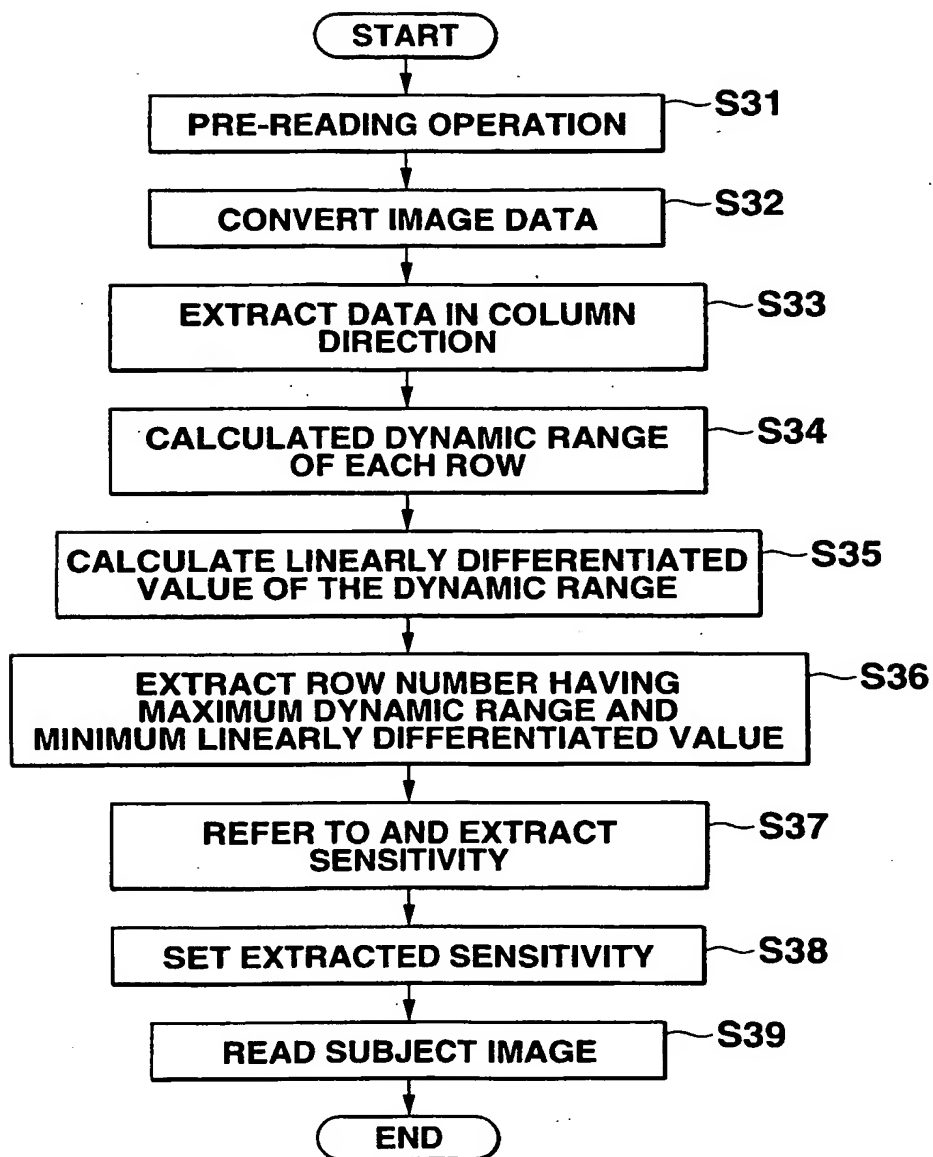 START
PRE-READING OPERATION
S31
CONVERT IMAGE DATA
S32
EXTRACT DATA IN COLUMN
DIRECTION
S33
CALCULATED DYNAMIC RANGE
OF EACH ROW
S34
CALCULATE LINEARLY DIFFERENTIATED
VALUE OF THE DYNAMIC RANGE
S35
EXTRACT ROW NUMBER HAVING
MAXIMUM DYNAMIC RANGE AND
MINIMUM LINEARLY DIFFERENTIATED VALUE
S36
REFER TO AND EXTRACT
SENSITIVITY
S37
SET EXTRACTED SENSITIVITY
S38
READ SUBJECT IMAGE
S39
END